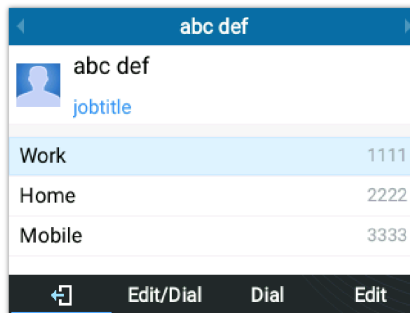 abc def
abc def
jobtitle
Work 1111
Home 2222
Mobile 3333
Edit/Dial Dial Edit